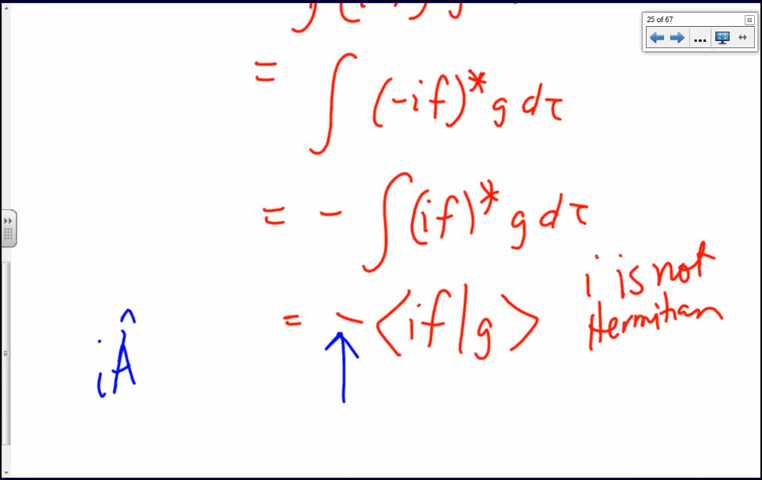 25 of 67
= ∫ (-if)* g dτ
= - ∫ (if)* g dτ
= - <if|g>
i is not
Hermitian
iÂ